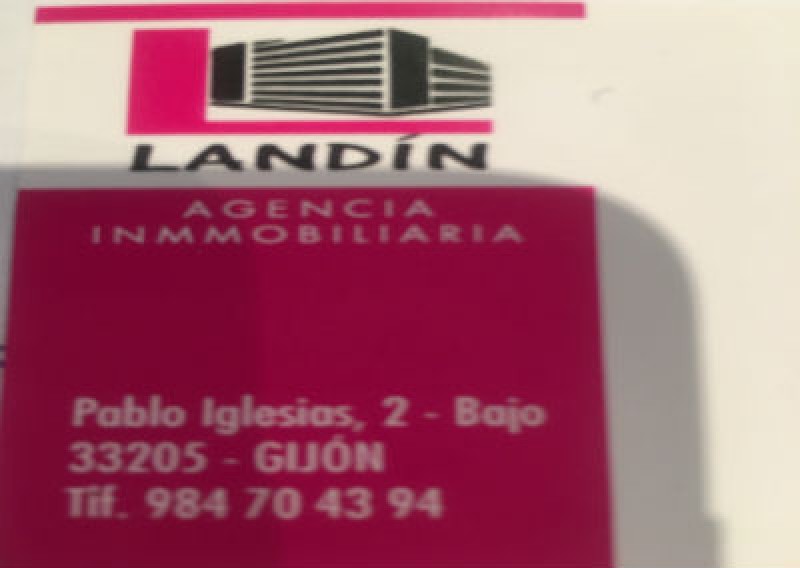 LANDÍN
AGENCIA
INMMOBILIARIA
Pablo Iglesias, 2 - Bajo
33205 - GIJÓN
Tlf. 984 70 43 94